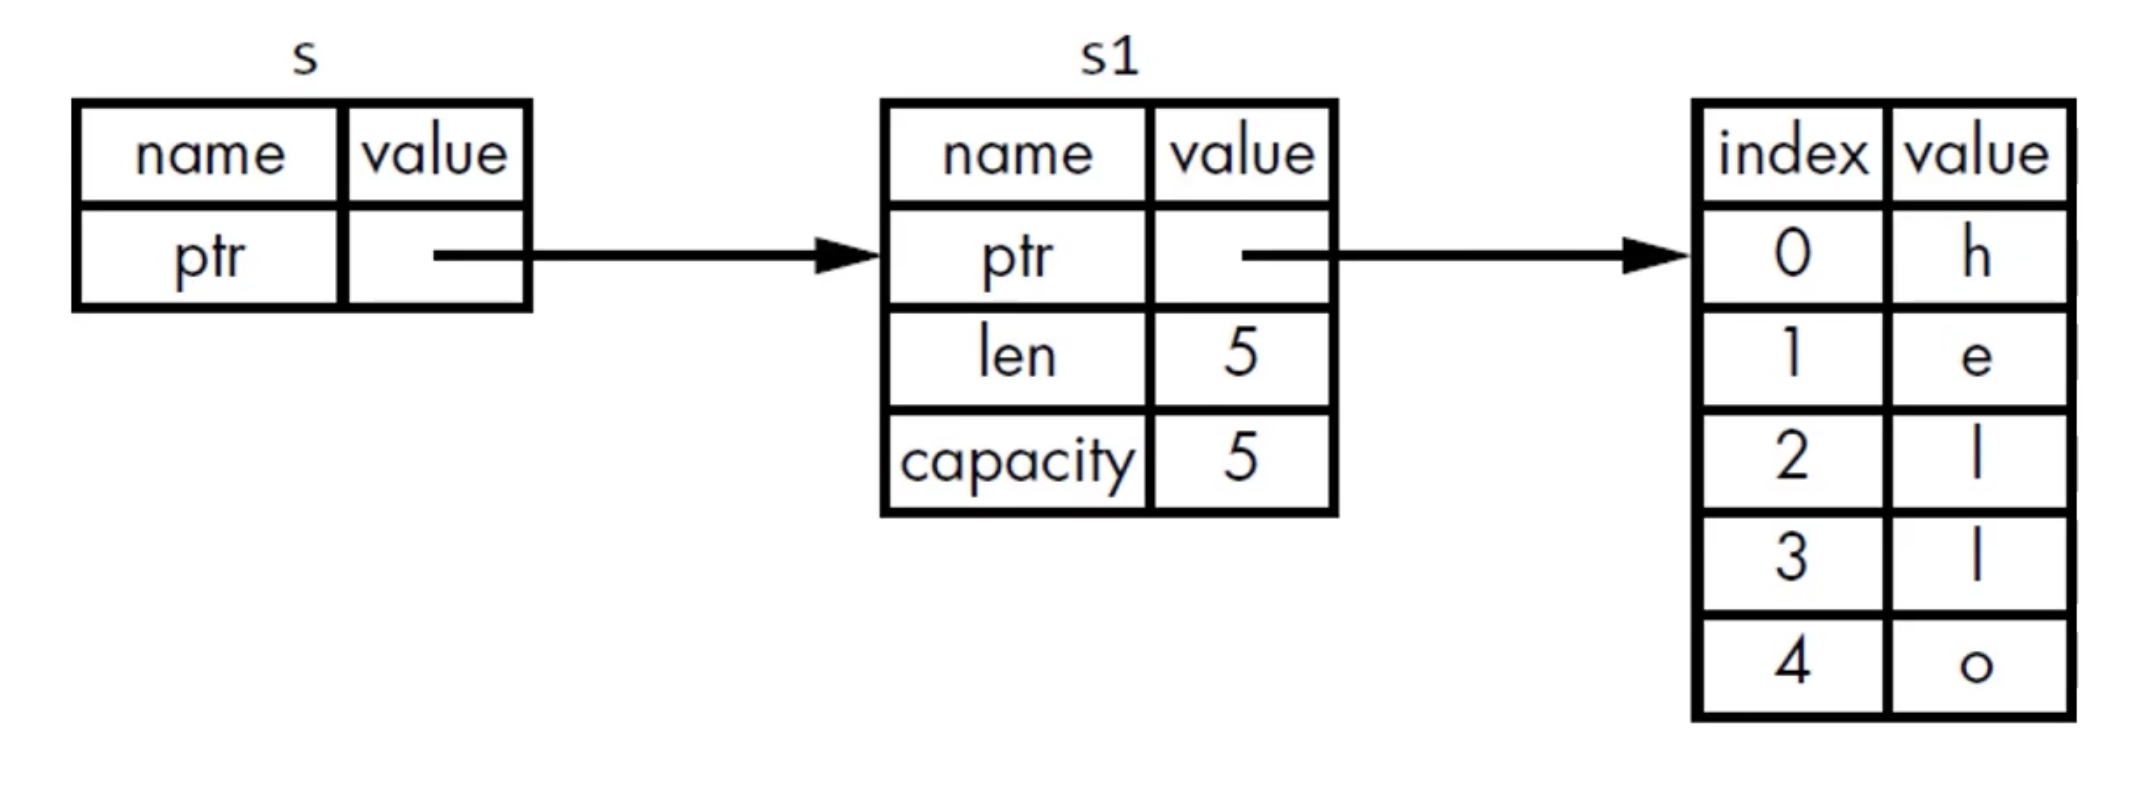 s
name value
ptr
s1
name value
ptr
len 5
capacity 5
index value
0 h
1 e
2 l
3 l
4 o